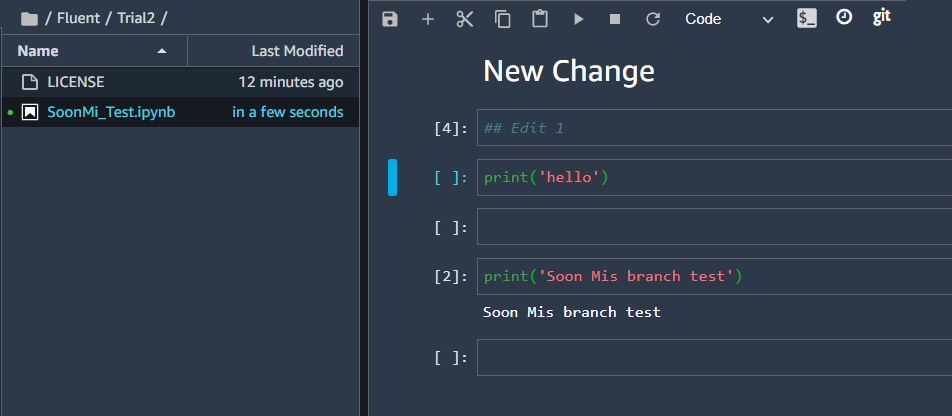 / Fluent / Trial2 /
Name Last Modified
LICENSE 12 minutes ago
SoonMi_Test.ipynb in a few seconds
Code $_ git
New Change
[4]: ## Edit 1
[ ]: print('hello')
[ ]:
[2]: print('Soon Mis branch test')
Soon Mis branch test
[ ]: